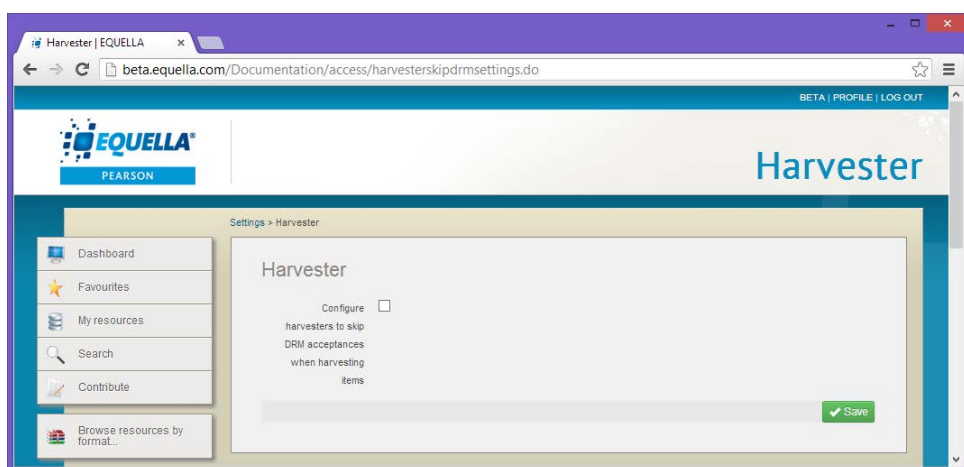 Harvester | EQUELLA
beta.equella.com/Documentation/access/harvesterskipdrmsettings.do
BETA | PROFILE | LOG OUT
EQUELLA®
PEARSON
Harvester
Settings > Harvester
Dashboard
Favourites
My resources
Search
Contribute
Browse resources by
format...
Harvester
Configure
harvesters to skip
DRM acceptances
when harvesting
items
Save